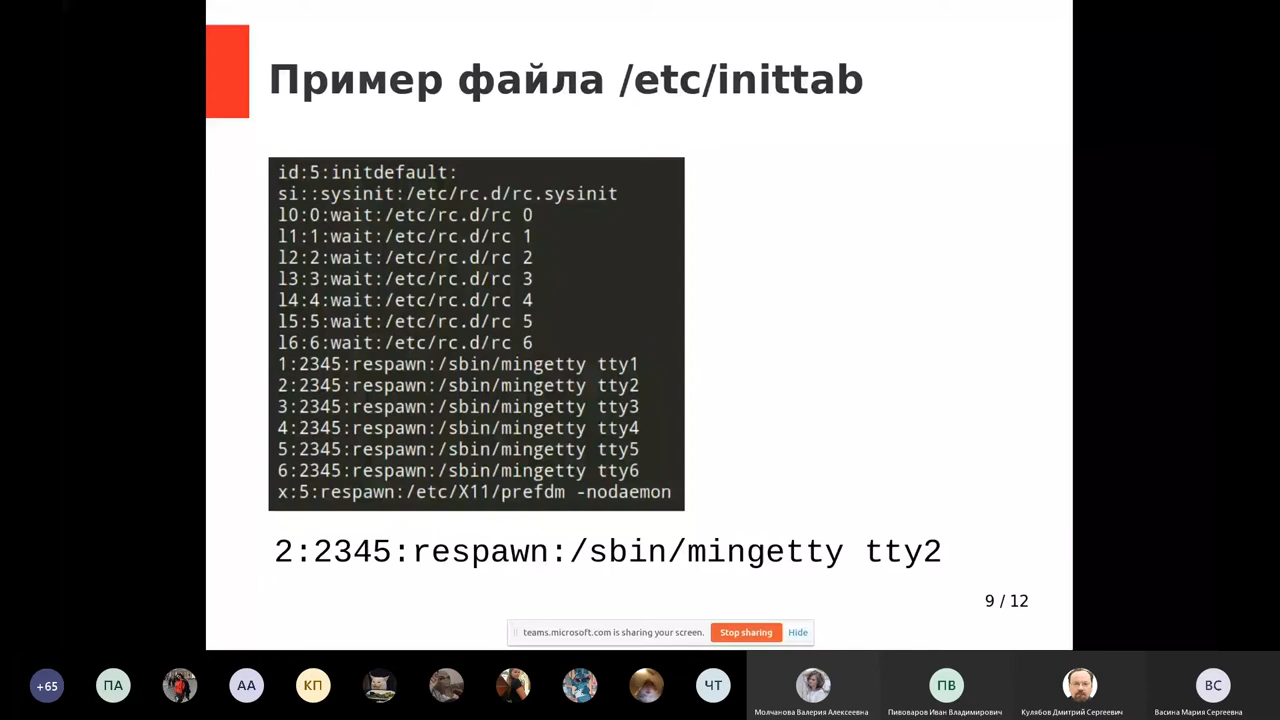 Пример файла /etc/inittab
id:5:initdefault:
si::sysinit:/etc/rc.d/rc.sysinit
l0:0:wait:/etc/rc.d/rc 0
l1:1:wait:/etc/rc.d/rc 1
l2:2:wait:/etc/rc.d/rc 2
l3:3:wait:/etc/rc.d/rc 3
l4:4:wait:/etc/rc.d/rc 4
l5:5:wait:/etc/rc.d/rc 5
l6:6:wait:/etc/rc.d/rc 6
1:2345:respawn:/sbin/mingetty tty1
2:2345:respawn:/sbin/mingetty tty2
3:2345:respawn:/sbin/mingetty tty3
4:2345:respawn:/sbin/mingetty tty4
5:2345:respawn:/sbin/mingetty tty5
6:2345:respawn:/sbin/mingetty tty6
x:5:respawn:/etc/X11/prefdm -nodaemon
2:2345:respawn:/sbin/mingetty tty2
9 / 12
teams.microsoft.com is sharing your screen. Stop sharing Hide
+65 ПА АА КП ЧТ ПВ ВС
Молчанова Валерия Алексеевна Пивоваров Иван Владимирович Кулябов Дмитрий Сергеевич Васина Мария Сергеевна